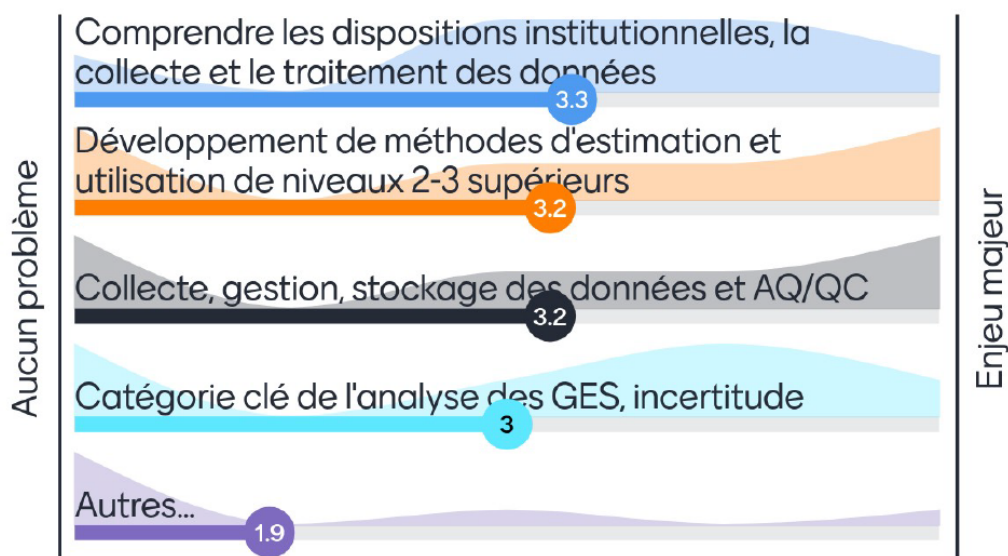 Aucun problème
Comprendre les dispositions institutionnelles, la
collecte et le traitement des données
3.3
Développement de méthodes d'estimation et
utilisation de niveaux 2-3 supérieurs
3.2
Collecte, gestion, stockage des données et AQ/QC
3.2
Catégorie clé de l'analyse des GES, incertitude
3
Autres...
1.9
Enjeu majeur